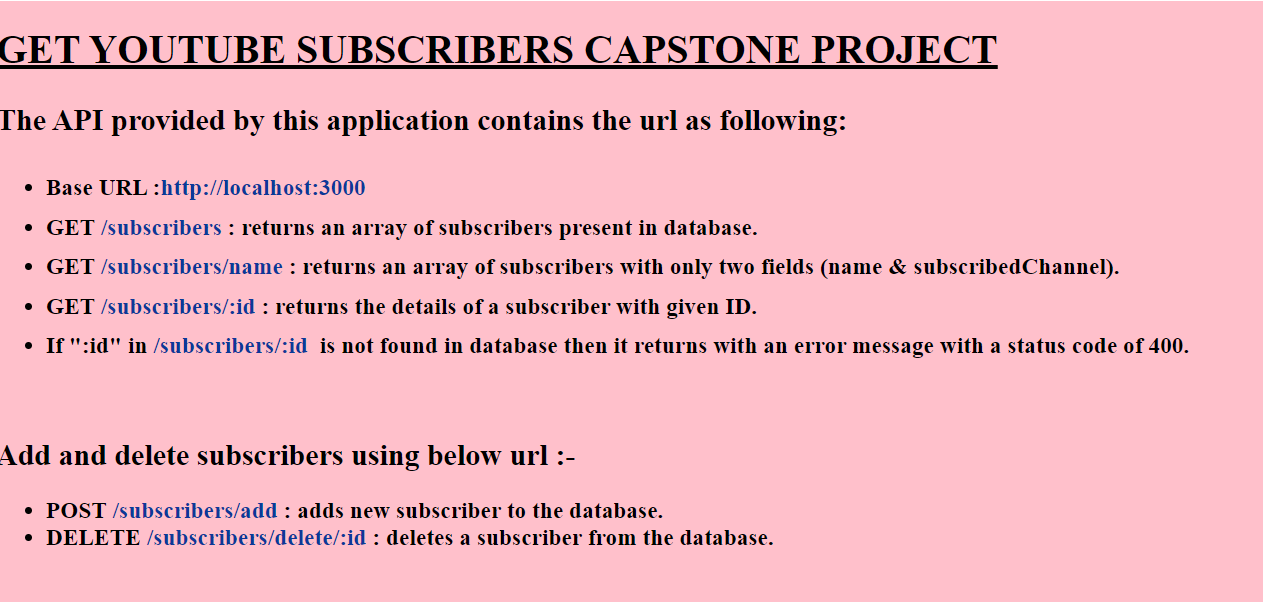 GET YOUTUBE SUBSCRIBERS CAPSTONE PROJECT
The API provided by this application contains the url as following:
• Base URL :http://localhost:3000
• GET /subscribers : returns an array of subscribers present in database.
• GET /subscribers/name : returns an array of subscribers with only two fields (name & subscribedChannel).
• GET /subscribers/:id : returns the details of a subscriber with given ID.
• If ":id" in /subscribers/:id is not found in database then it returns with an error message with a status code of 400.
Add and delete subscribers using below url :-
• POST /subscribers/add : adds new subscriber to the database.
• DELETE /subscribers/delete/:id : deletes a subscriber from the database.